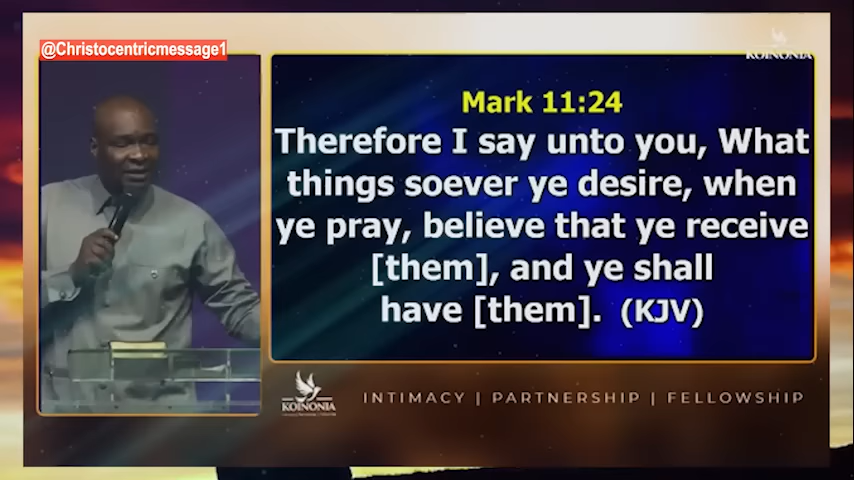 @Christocentricmessage1
KOINONIA
Mark 11:24
Therefore I say unto you, What
things soever ye desire, when
ye pray, believe that ye receive
[them], and ye shall
have [them]. (KJV)
KOINONIA
INTIMACY | PARTNERSHIP | FELLOWSHIP